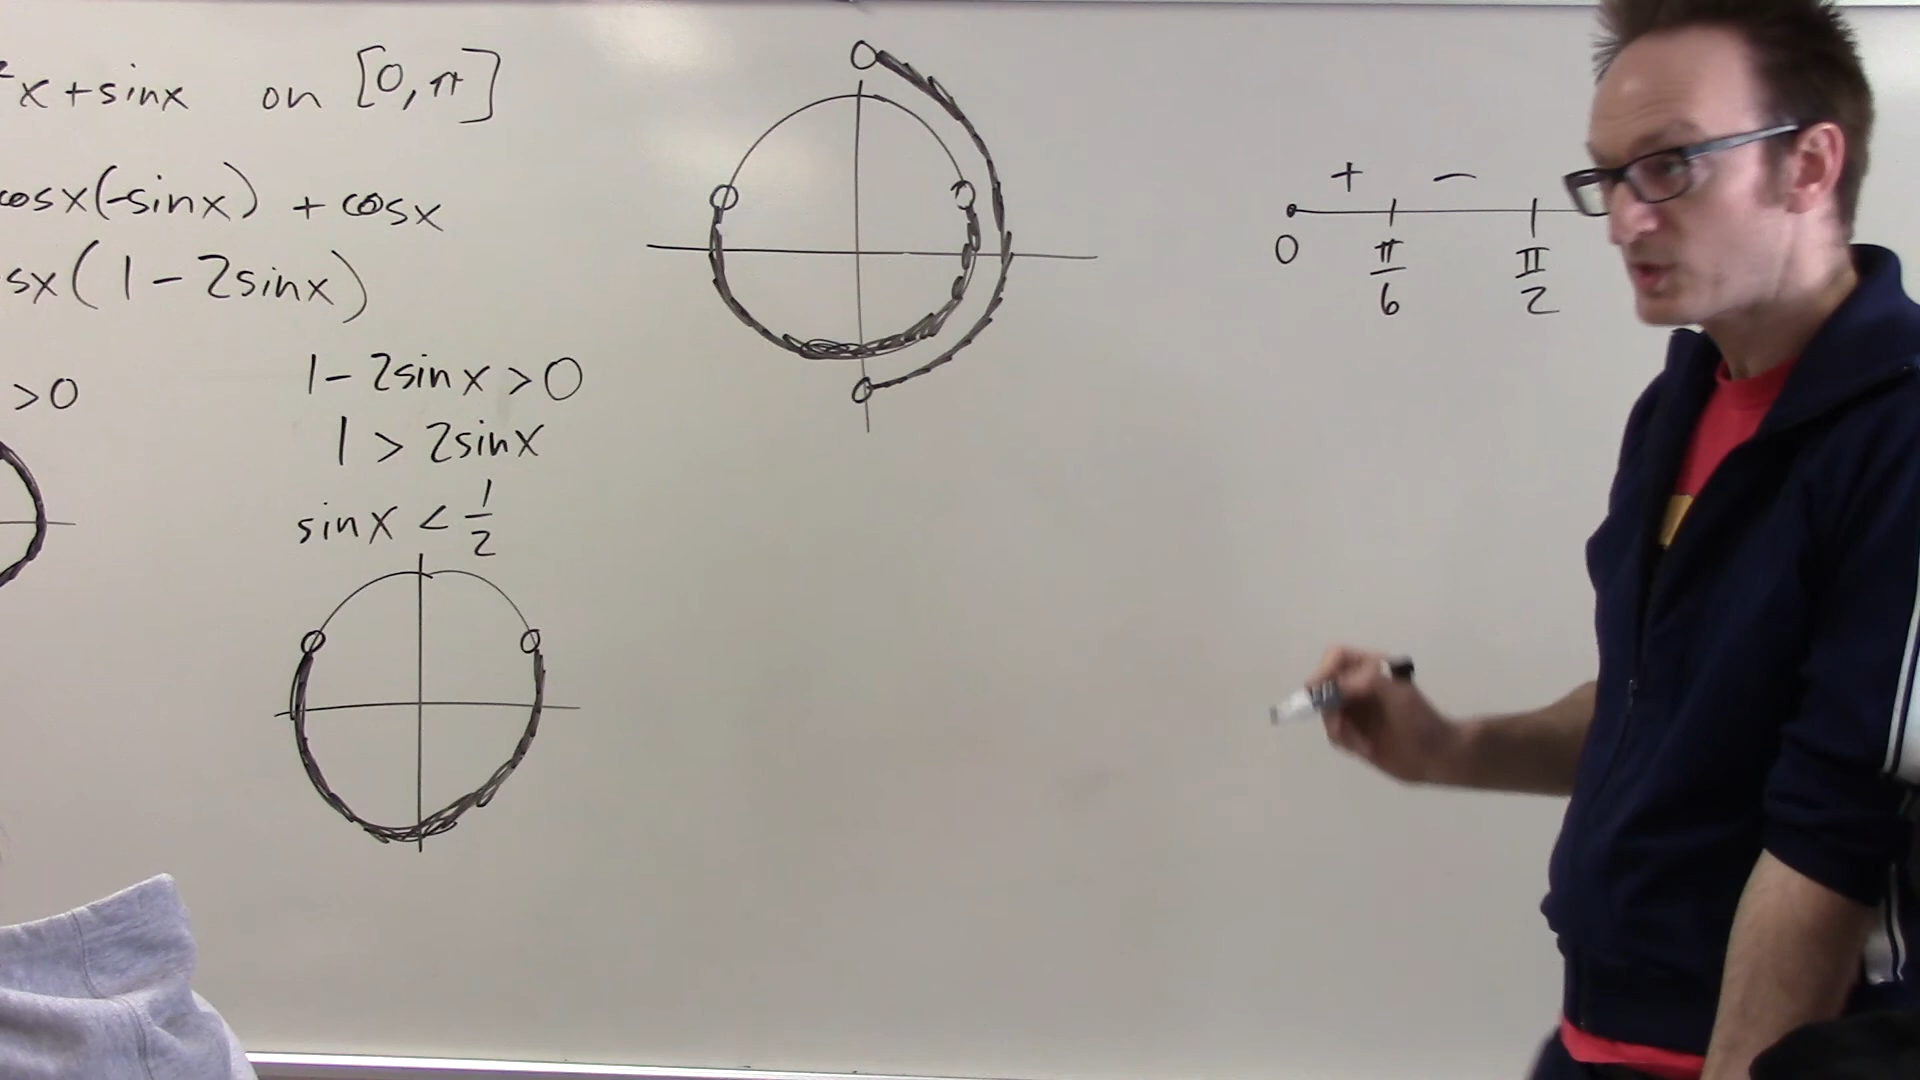 ²x + sinx on [0, π]
cosx(-sinx) + cosx
sx(1 - 2sinx)
>0
1 - 2sinx > 0
1 > 2sinx
sinx < 1/2
+ −
0 π/6 π/2